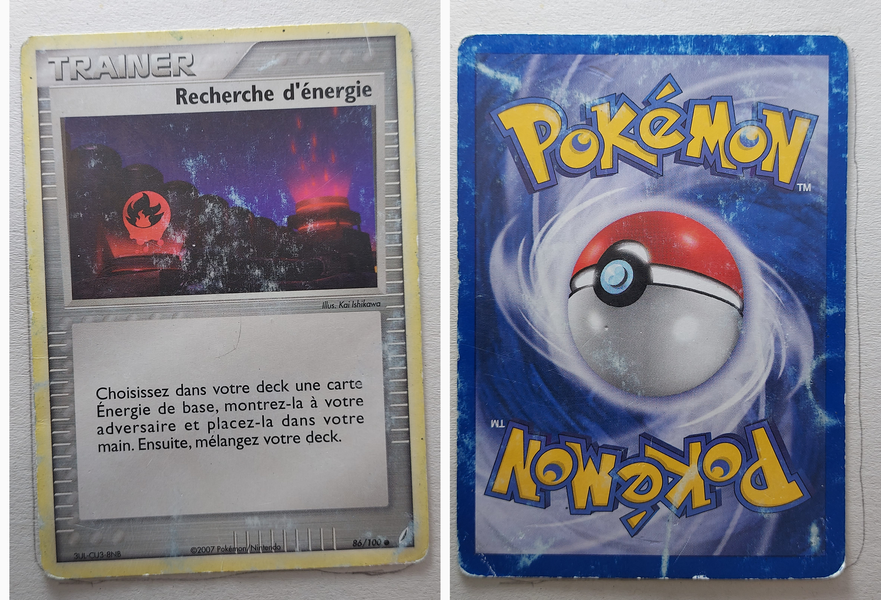 TRAINER
Recherche d'énergie
Illus. Kai Ishikawa
Choisissez dans votre deck une carte
Énergie de base, montrez-la à votre
adversaire et placez-la dans votre
main. Ensuite, mélangez votre deck.
©2007 Pokémon/Nintendo
86/100
POKéMON
TM
TM
POKéMON